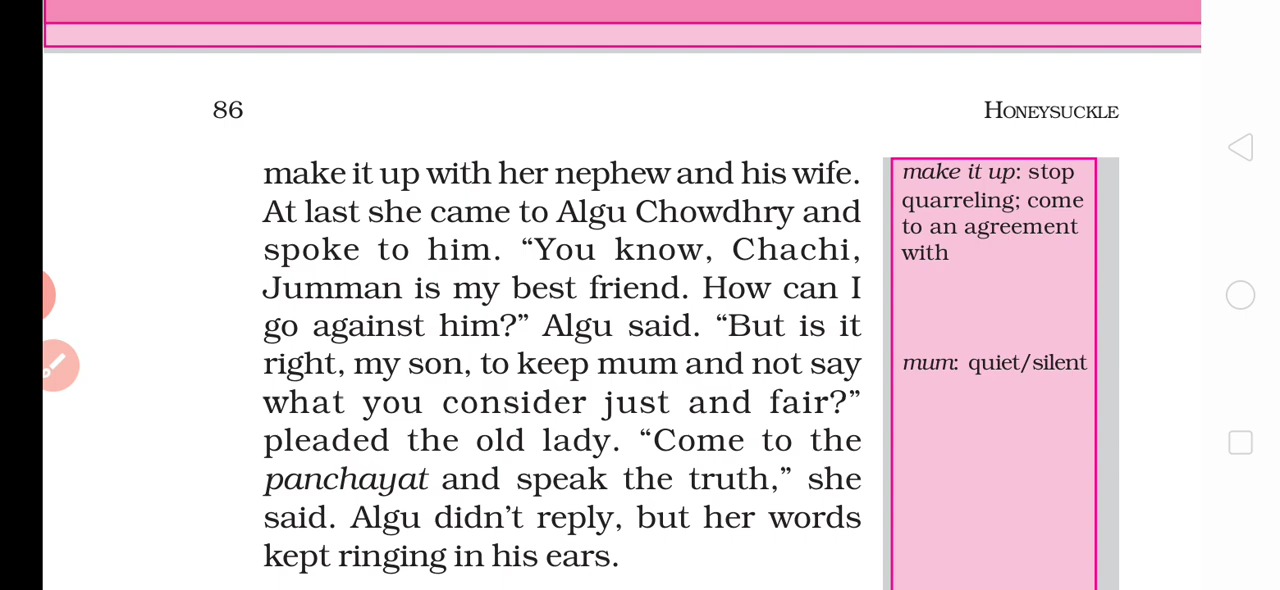 86
HONEYSUCKLE
make it up with her nephew and his wife.
At last she came to Algu Chowdhry and
spoke to him. “You know, Chachi,
Jumman is my best friend. How can I
go against him?” Algu said. “But is it
right, my son, to keep mum and not say
what you consider just and fair?”
pleaded the old lady. “Come to the
panchayat and speak the truth,” she
said. Algu didn’t reply, but her words
kept ringing in his ears.
make it up: stop
quarreling; come
to an agreement
with
mum: quiet/silent